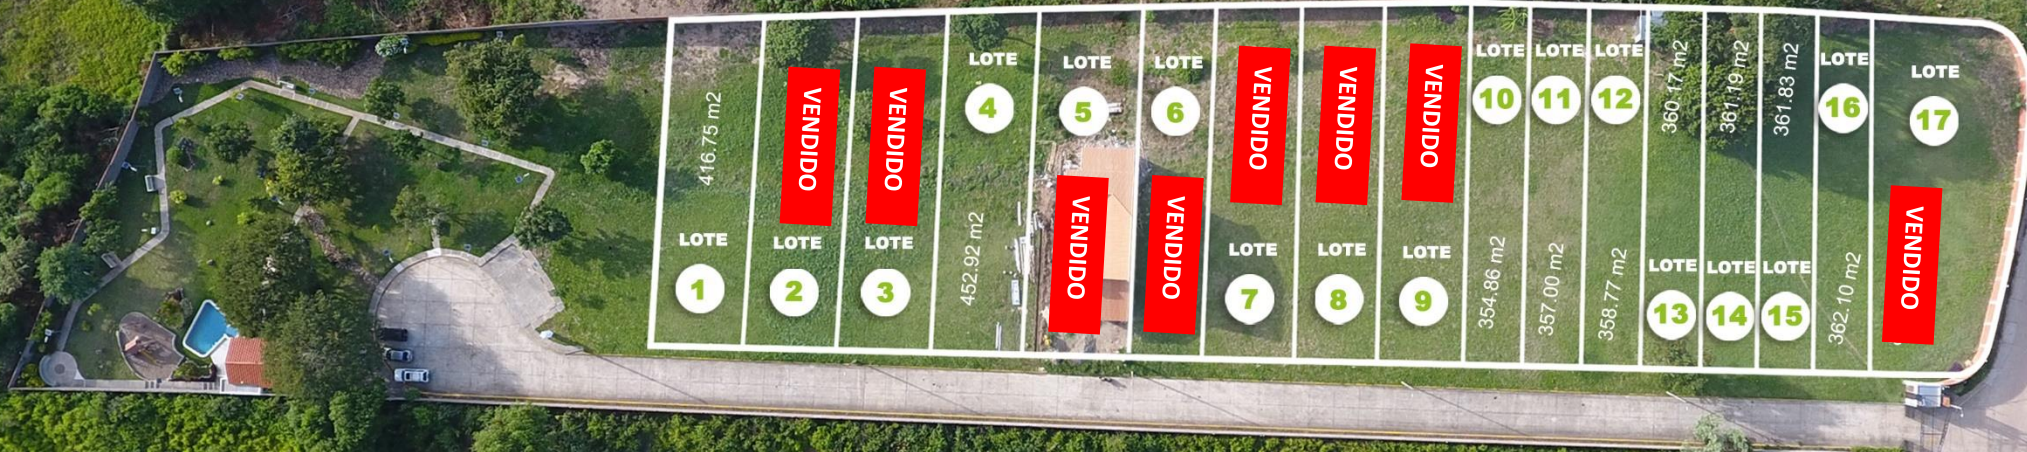 416.75 m2
LOTE
1
VENDIDO
LOTE
2
VENDIDO
LOTE
3
LOTE
4
452.92 m2
LOTE
5
VENDIDO
LOTE
6
VENDIDO
VENDIDO
LOTE
7
VENDIDO
LOTE
8
VENDIDO
LOTE
9
LOTE
10
354.86 m2
LOTE
11
357.00 m2
LOTE
12
358.77 m2
360.17 m2
LOTE
13
361.19 m2
LOTE
14
361.83 m2
LOTE
15
LOTE
16
362.10 m2
LOTE
17
VENDIDO